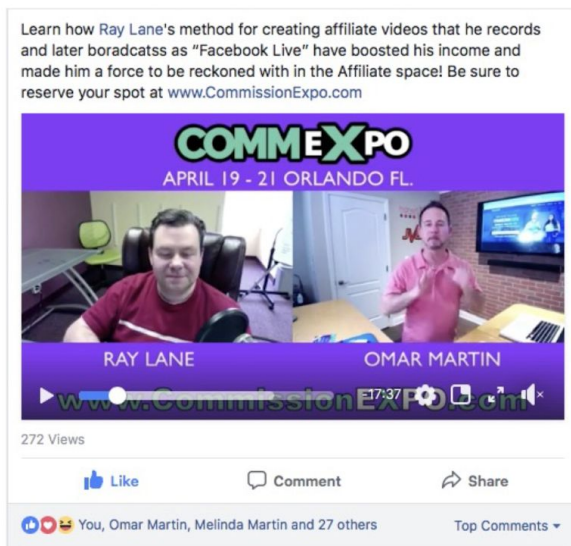 Learn how Ray Lane's method for creating affiliate videos that he records
and later boradcatss as “Facebook Live” have boosted his income and
made him a force to be reckoned with in the Affiliate space! Be sure to
reserve your spot at www.CommissionExpo.com
COMMEXPO
APRIL 19 - 21 ORLANDO FL.
RAY LANE
OMAR MARTIN
-17:37
www.CommissionEXPO.com
272 Views
Like
Comment
Share
You, Omar Martin, Melinda Martin and 27 others
Top Comments